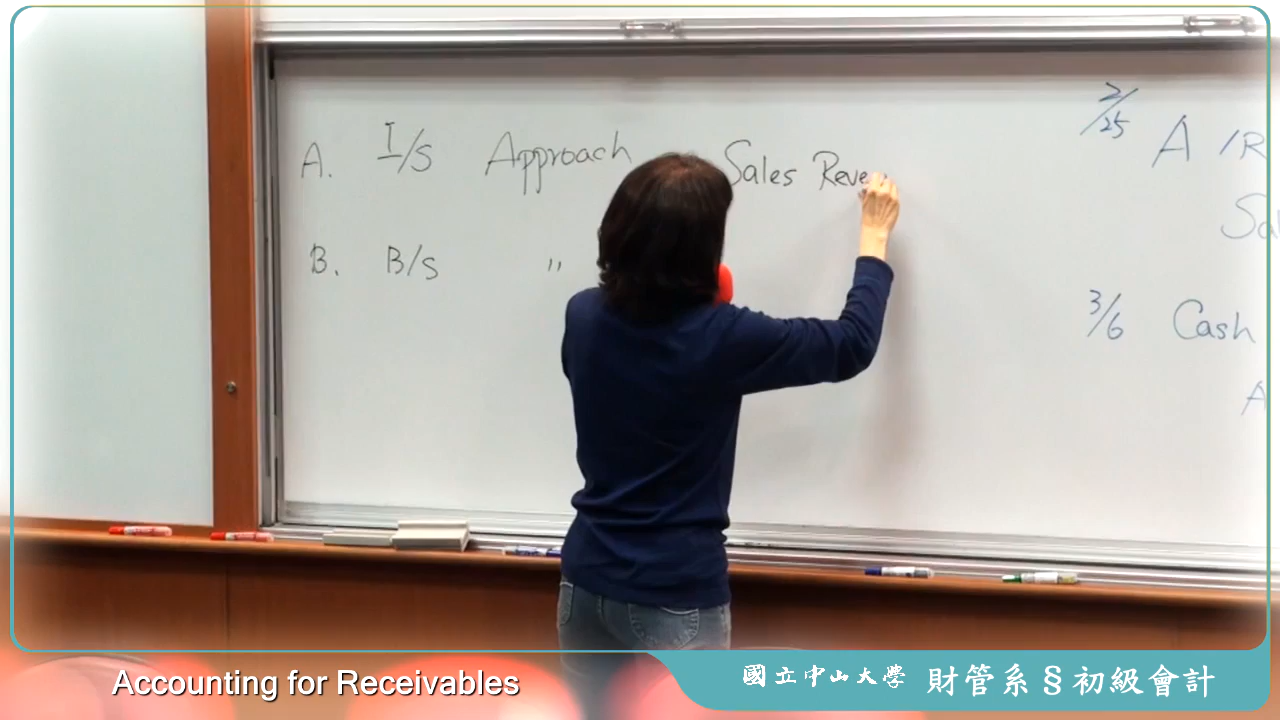 A. I/S Approach Sales Reve
B. B/S "
2/25 A/R
Sa
3/6 Cash
A
Accounting for Receivables
國立中山大學 財管系§初級會計